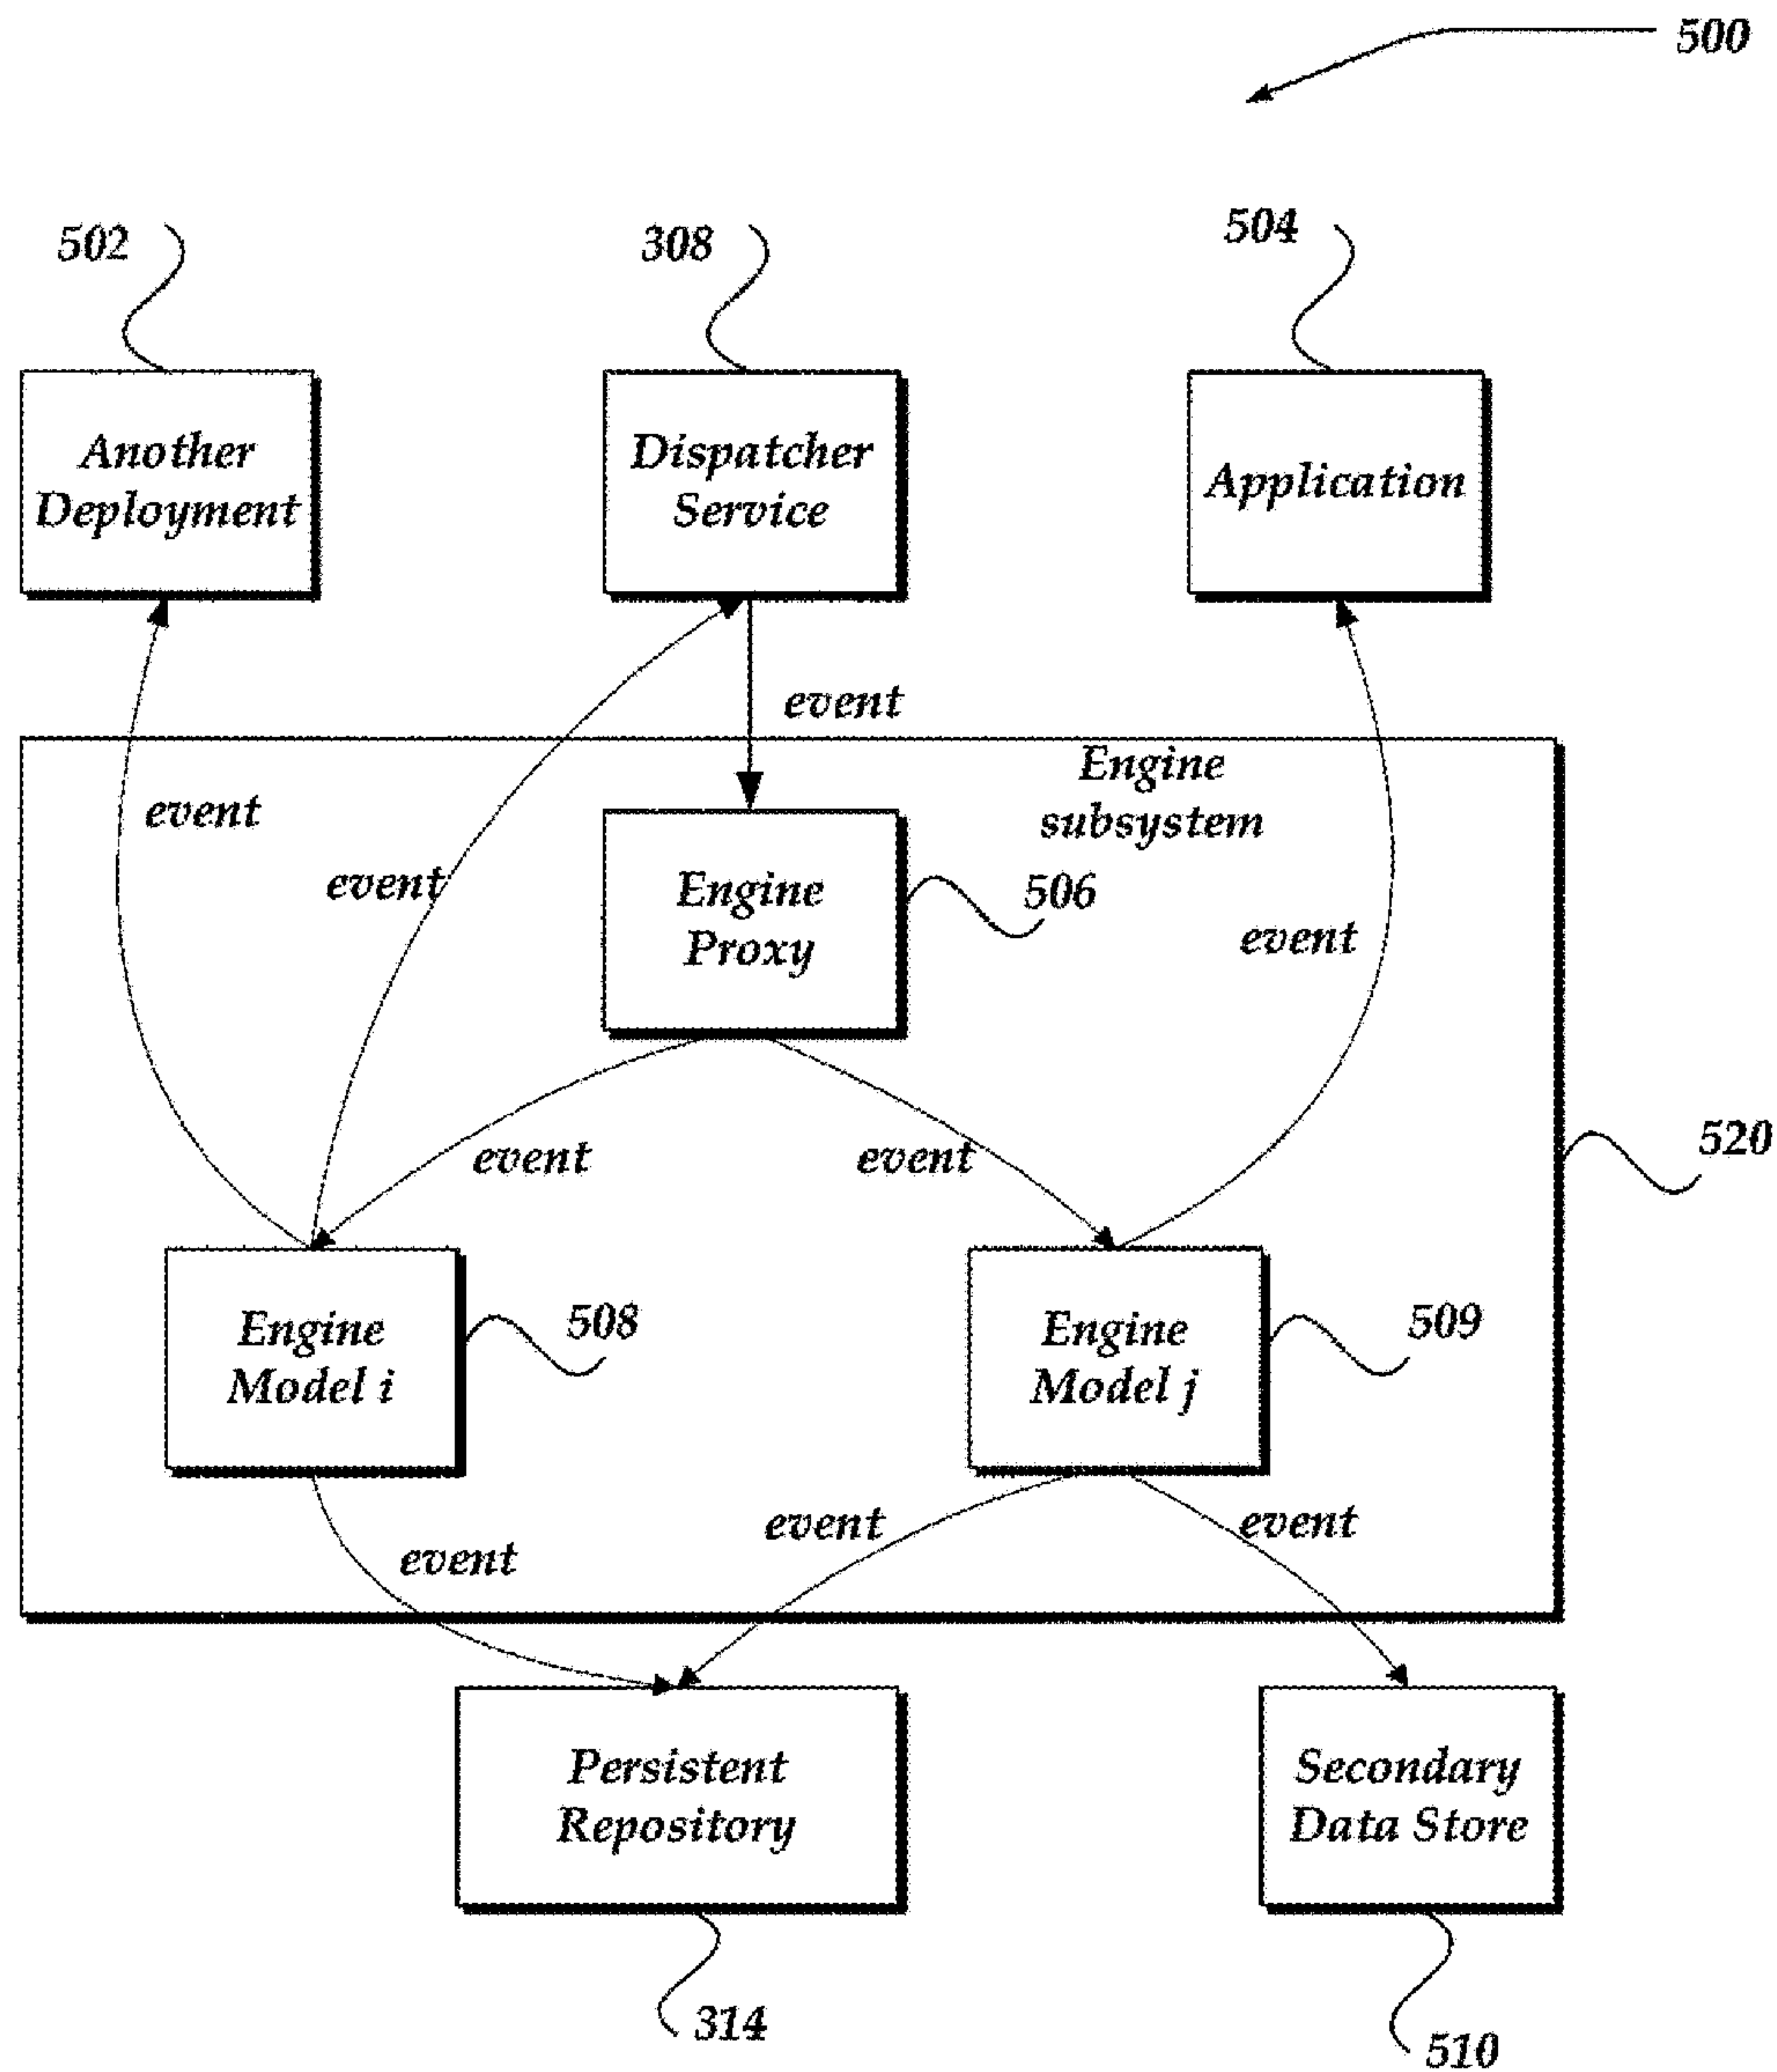 500
502
308
504
Another
Deployment
Dispatcher
Service
Application
event
Engine
subsystem
event
event
Engine
Proxy
506
event
event
event
520
Engine
Model i
508
Engine
Model j
509
event
event
event
Persistent
Repository
Secondary
Data Store
314
510